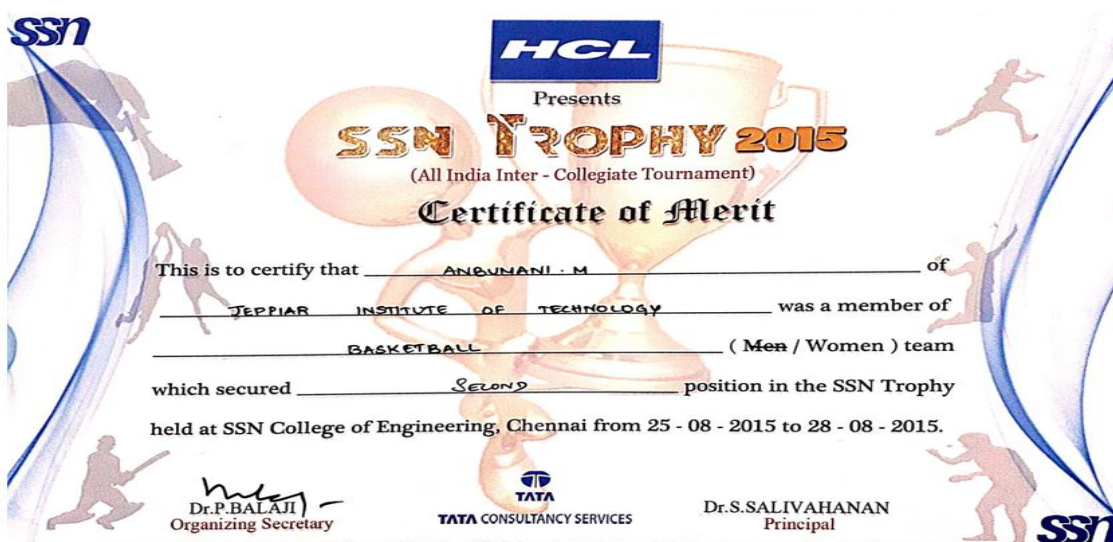 SSN
HCL
Presents
SSN TROPHY 2015
(All India Inter - Collegiate Tournament)
Certificate of Merit
This is to certify that ANBUMANI . M of
JEPPIAR INSTITUTE OF TECHNOLOGY was a member of
BASKETBALL ( Men / Women ) team
which secured SECOND position in the SSN Trophy
held at SSN College of Engineering, Chennai from 25 - 08 - 2015 to 28 - 08 - 2015.
Dr.P.BALAJI
Organizing Secretary
TATA
TATA CONSULTANCY SERVICES
Dr.S.SALIVAHANAN
Principal
SSN